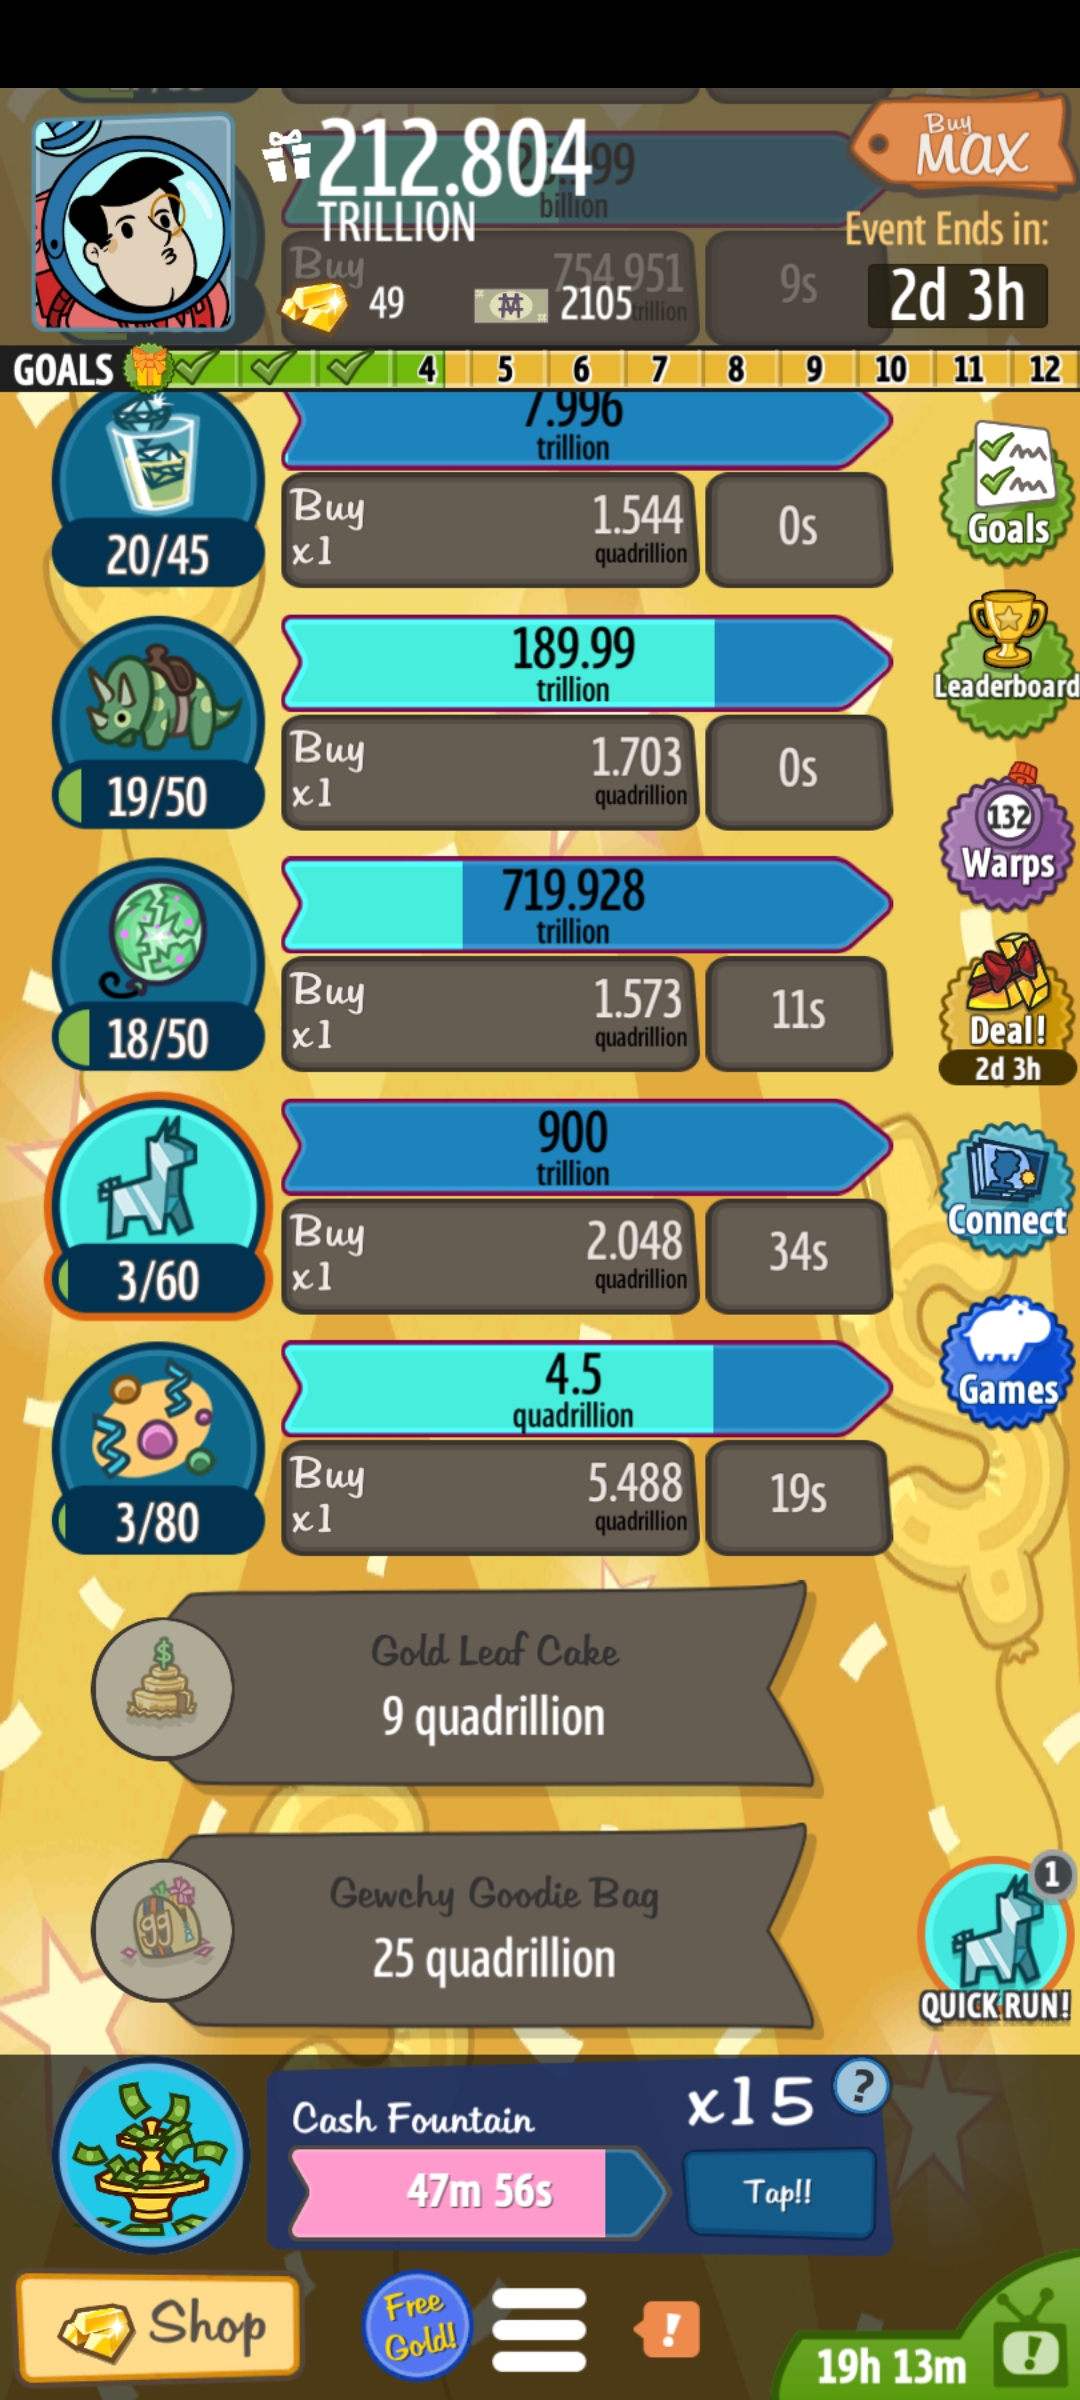 212.804
TRILLION
Buy
MAX
Event Ends in:
2d 3h
billion
Buy
754.951
trillion
9s
49
2105
GOALS
4
5
6
7
8
9
10
11
12
7.996
trillion
20/45
Buy
x1
1.544
quadrillion
0s
Goals
189.99
trillion
19/50
Buy
x1
1.703
quadrillion
0s
Leaderboard
132
Warps
719.928
trillion
18/50
Buy
x1
1.573
quadrillion
11s
Deal!
2d 3h
900
trillion
3/60
Buy
x1
2.048
quadrillion
34s
Connect
4.5
quadrillion
3/80
Buy
x1
5.488
quadrillion
19s
Games
$
Gold Leaf Cake
9 quadrillion
gg
Gewchy Goodie Bag
25 quadrillion
1
QUICK RUN!
Cash Fountain
x15
?
47m 56s
Tap!!
Shop
Free
Gold!
!
19h 13m
!